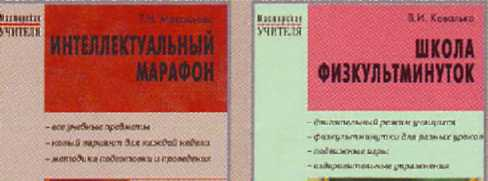 Мастерская
УЧИТЕЛЯ
ИНТЕЛЛЕКТУАЛЬНЫЙ
МАРАФОН
– все учебные предметы
– новый вариант для каждой недели
– методика подготовки и проведения
Мастерская
УЧИТЕЛЯ
В.И. Ковалько
ШКОЛА
ФИЗКУЛЬТМИНУТОК
– двигательный режим учащихся
– физкультминутки для разных уроков
– подвижные игры
– оздоровительные упражнения